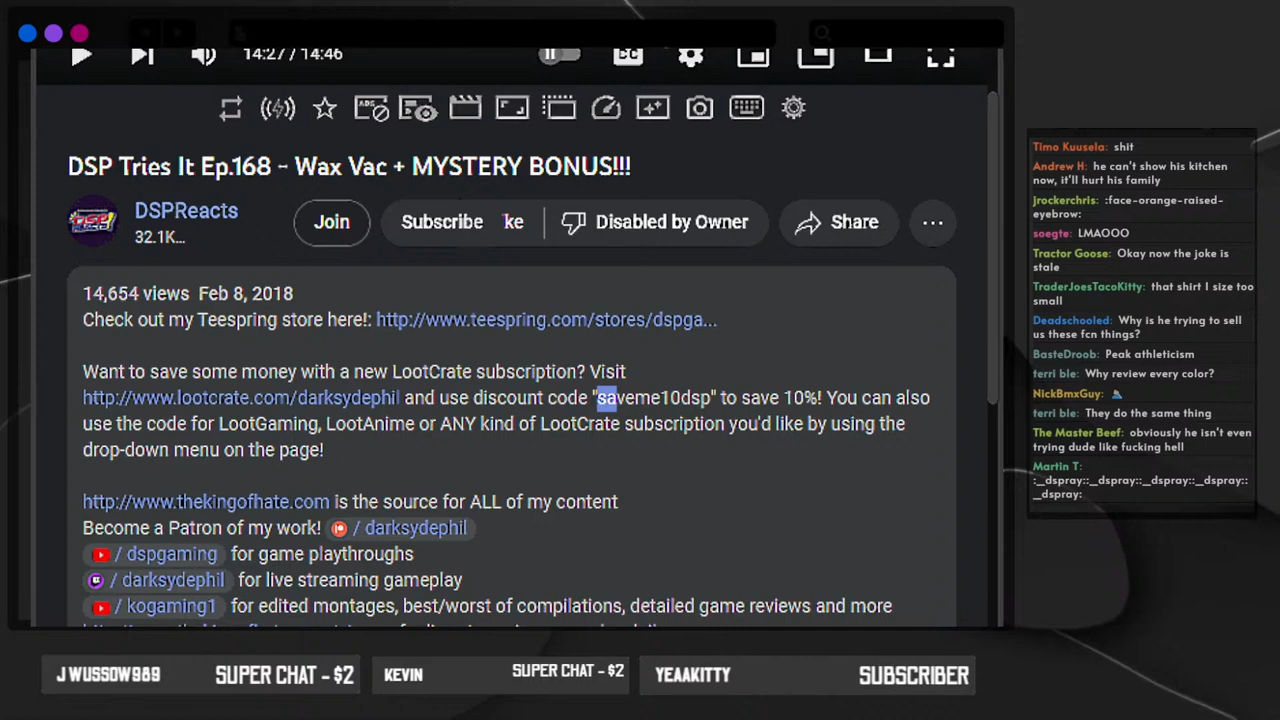 14:27 / 14:46
DSP Tries It Ep.168 - Wax Vac + MYSTERY BONUS!!!
DSPReacts
32.1K...
Join
Subscribe
ke
Disabled by Owner
Share
14,654 views Feb 8, 2018
Check out my Teespring store here!: http://www.teespring.com/stores/dspga...
Want to save some money with a new LootCrate subscription? Visit
http://www.lootcrate.com/darksydephil and use discount code "saveme10dsp" to save 10%! You can also
use the code for LootGaming, LootAnime or ANY kind of LootCrate subscription you'd like by using the
drop-down menu on the page!
http://www.thekingofhate.com is the source for ALL of my content
Become a Patron of my work! / darksydephil
/ dspgaming for game playthroughs
/ darksydephil for live streaming gameplay
/ kogaming1 for edited montages, best/worst of compilations, detailed game reviews and more
Timo Kuusela: shit
Andrew H: he can't show his kitchen
now, it'll hurt his family
jrockerchris: :face-orange-raised-
eyebrow:
soegte: LMAOOO
Tractor Goose: Okay now the joke is
stale
TraderJoesTacoKitty: that shirt I size too
small
Deadschooled: Why is he trying to sell
us these fcn things?
BasteDroob: Peak athleticism
terri ble: Why review every color?
NickBmxGuy:
terri ble: They do the same thing
The Master Beef: obviously he isn't even
trying dude like fucking hell
Martin T:
:__dspray::__dspray::__dspray::__dspray::
__dspray:
J WUSSOW989 SUPER CHAT - $2
KEVIN SUPER CHAT - $2
YEAAKITTY SUBSCRIBER